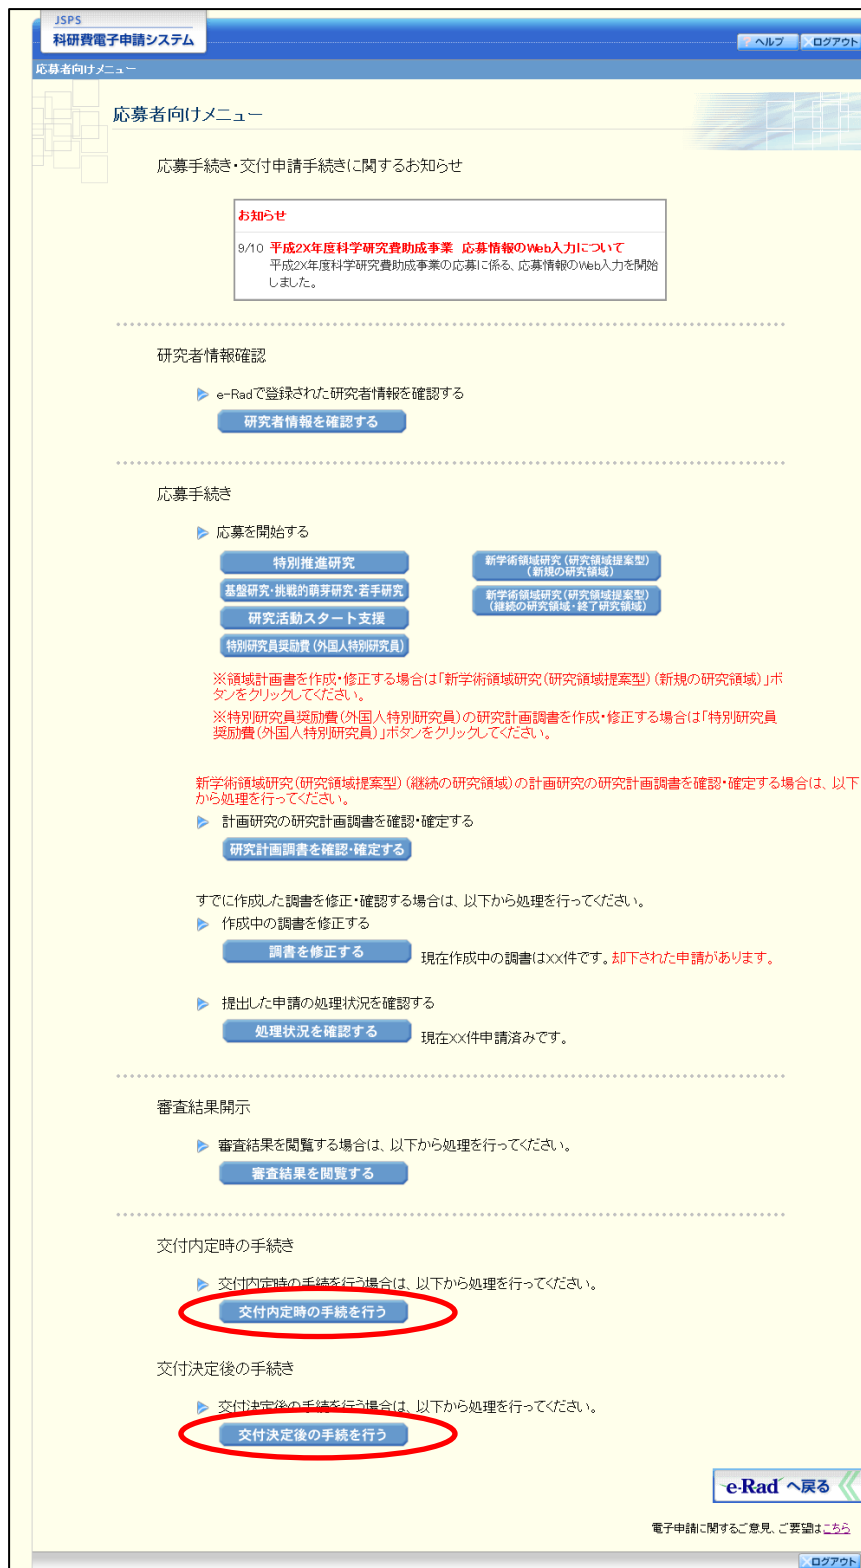 JSPS
科研費電子申請システム
? ヘルプ
×ログアウト
応募者向けメニュー
応募者向けメニュー
応募手続き・交付申請手続きに関するお知らせ
お知らせ
9/10 平成2X年度科学研究費助成事業 応募情報のWeb入力について
平成2X年度科学研究費助成事業の応募に係る、応募情報のWeb入力を開始
しました。
研究者情報確認
e-Radで登録された研究者情報を確認する
研究者情報を確認する
応募手続き
応募を開始する
特別推進研究
新学術領域研究（研究領域提案型）
（新規の研究領域）
基盤研究・挑戦的萌芽研究・若手研究
新学術領域研究（研究領域提案型）
（継続の研究領域・終了研究領域）
研究活動スタート支援
特別研究員奨励費（外国人特別研究員）
※領域計画書を作成・修正する場合は「新学術領域研究（研究領域提案型）（新規の研究領域）」ボ
タンをクリックしてください。
※特別研究員奨励費（外国人特別研究員）の研究計画調書を作成・修正する場合は「特別研究員
奨励費（外国人特別研究員）」ボタンをクリックしてください。
新学術領域研究（研究領域提案型）（継続の研究領域）の計画研究の研究計画調書を確認・確定する場合は、以下
から処理を行ってください。
計画研究の研究計画調書を確認・確定する
研究計画調書を確認・確定する
すでに作成した調書を修正・確認する場合は、以下から処理を行ってください。
作成中の調書を修正する
調書を修正する 現在作成中の調書はXX件です。却下された申請があります。
提出した申請の処理状況を確認する
処理状況を確認する 現在XX件申請済みです。
審査結果開示
審査結果を閲覧する場合は、以下から処理を行ってください。
審査結果を閲覧する
交付内定時の手続き
交付内定時の手続を行う場合は、以下から処理を行ってください。
交付内定時の手続を行う
交付決定後の手続き
交付決定後の手続を行う場合は、以下から処理を行ってください。
交付決定後の手続を行う
e-Rad へ戻る
電子申請に関するご意見、ご要望はこちら
×ログアウト